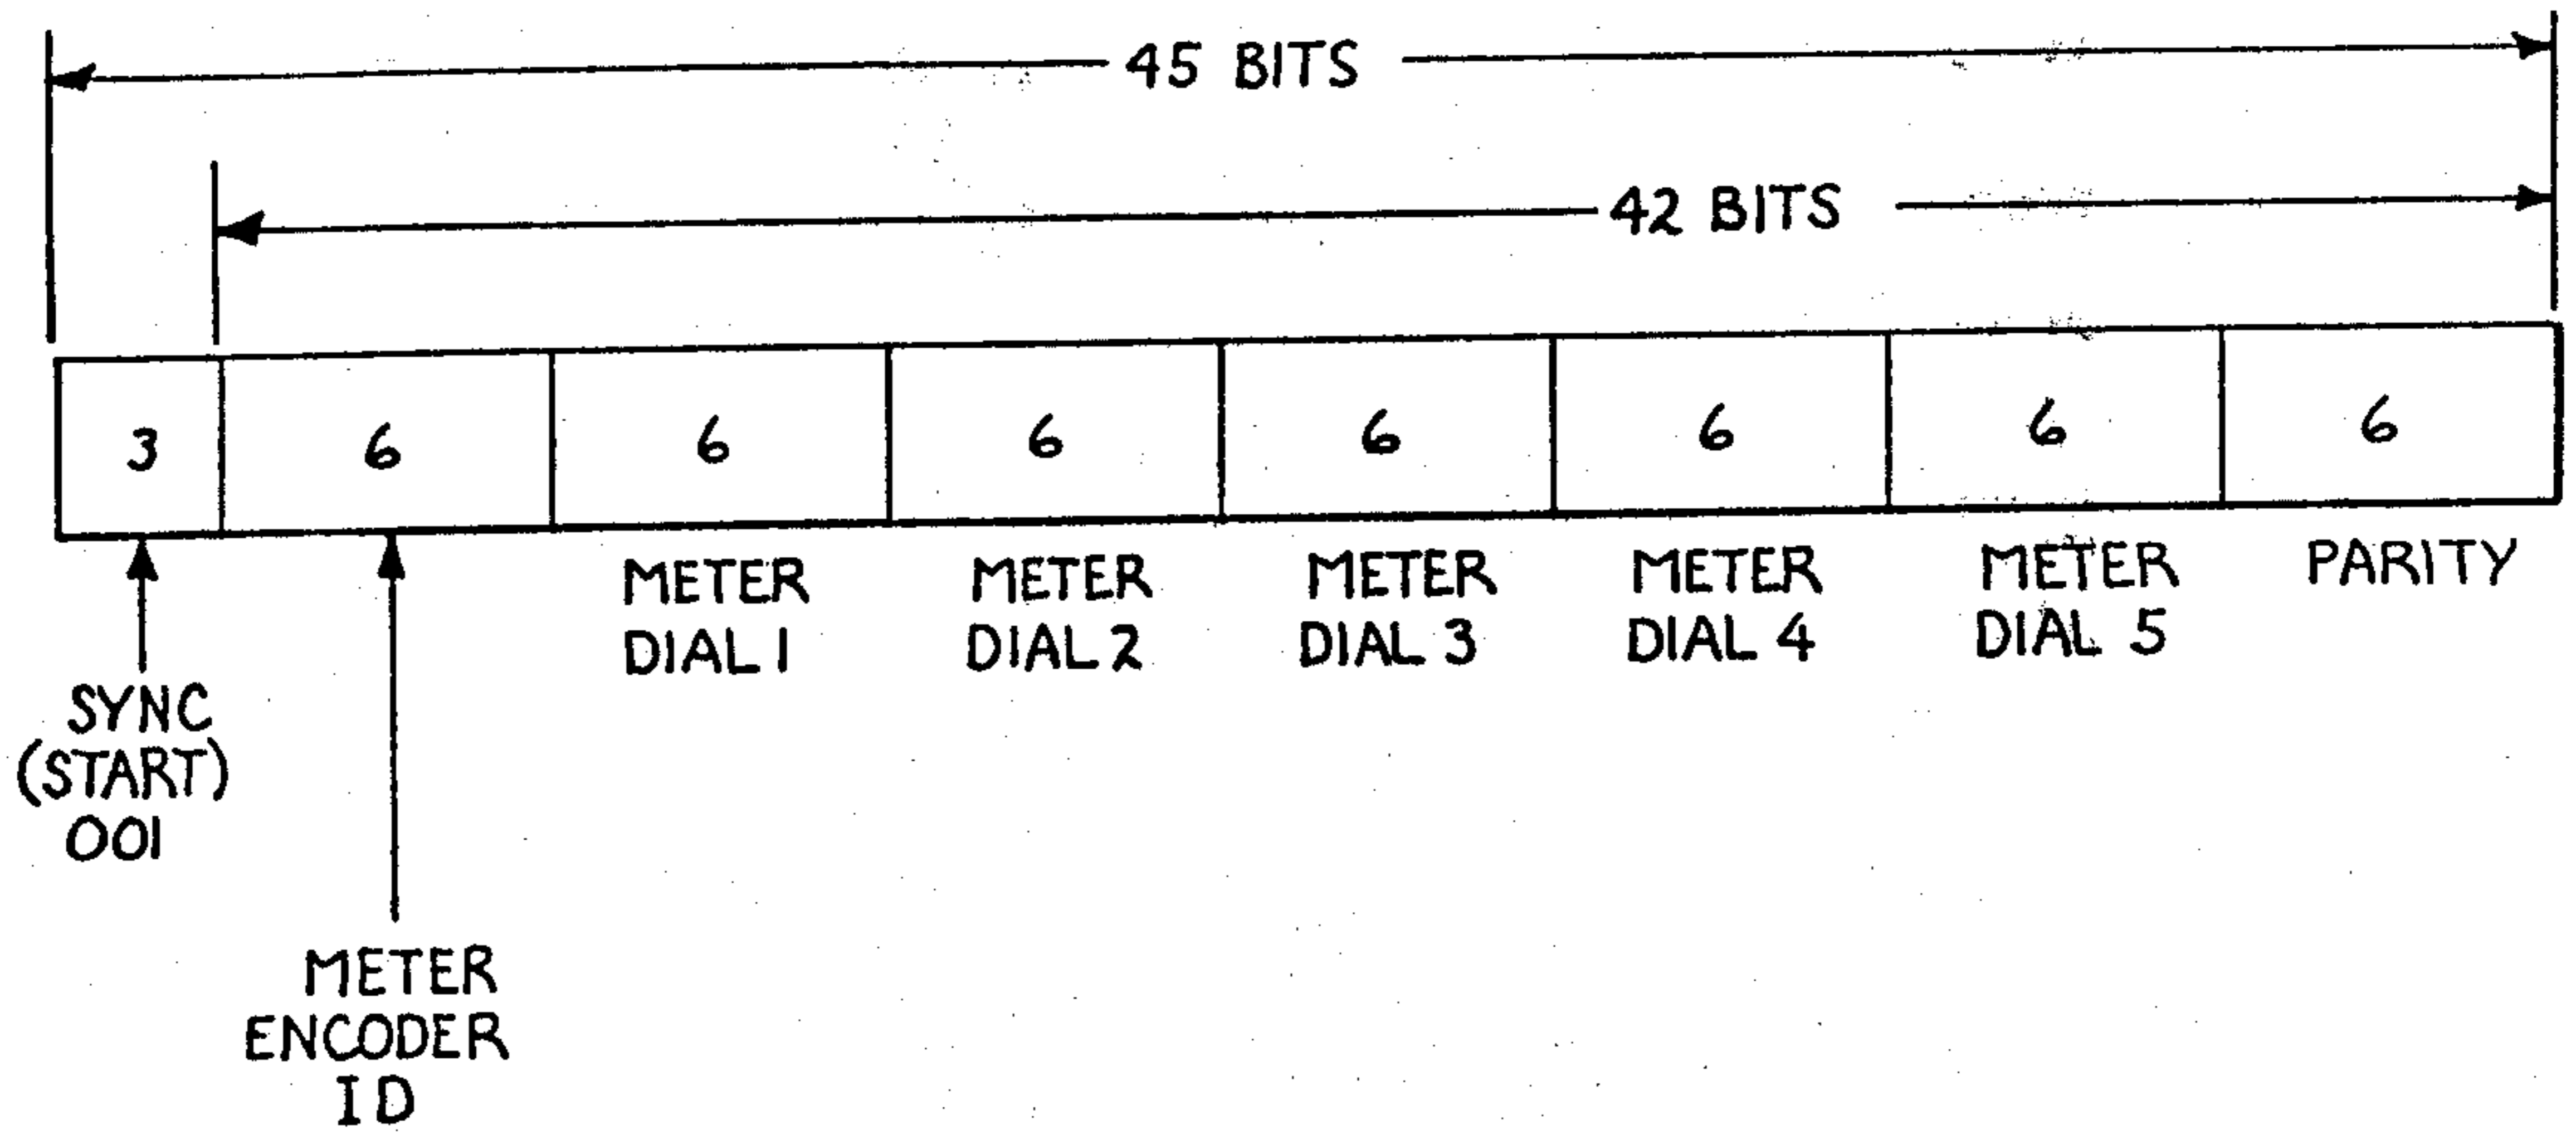 45 BITS
42 BITS
3 6 6 6 6 6 6 6
METER METER METER METER METER PARITY
DIAL 1 DIAL 2 DIAL 3 DIAL 4 DIAL 5
SYNC
(START)
001
METER
ENCODER
ID